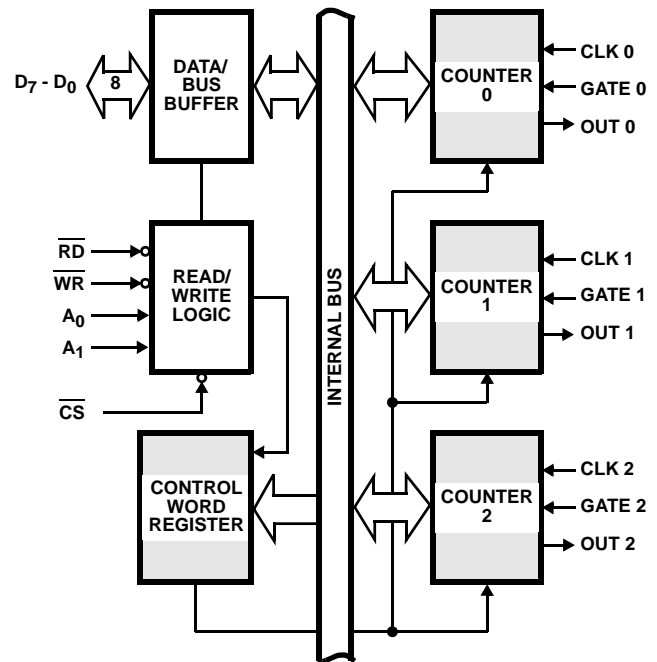 D7 - D0
8
DATA/
BUS
BUFFER
COUNTER
0
CLK 0
GATE 0
OUT 0
RD
WR
A0
A1
CS
READ/
WRITE
LOGIC
INTERNAL BUS
COUNTER
1
CLK 1
GATE 1
OUT 1
CONTROL
WORD
REGISTER
COUNTER
2
CLK 2
GATE 2
OUT 2